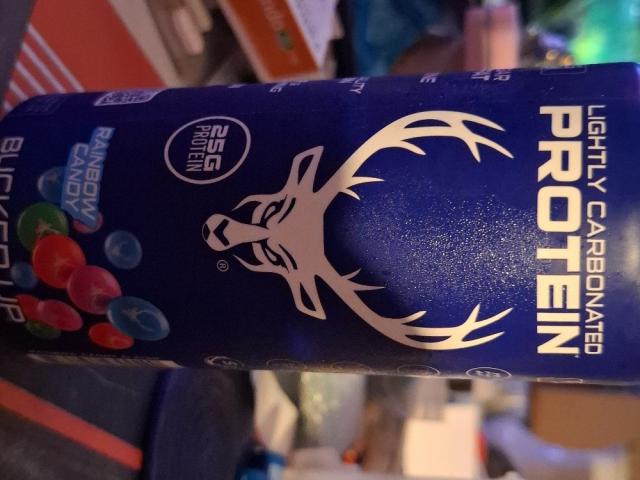 LIGHTLY CARBONATED
PROTEIN
25G
PROTEIN
RAINBOW
CANDY
BUCKED UP
®